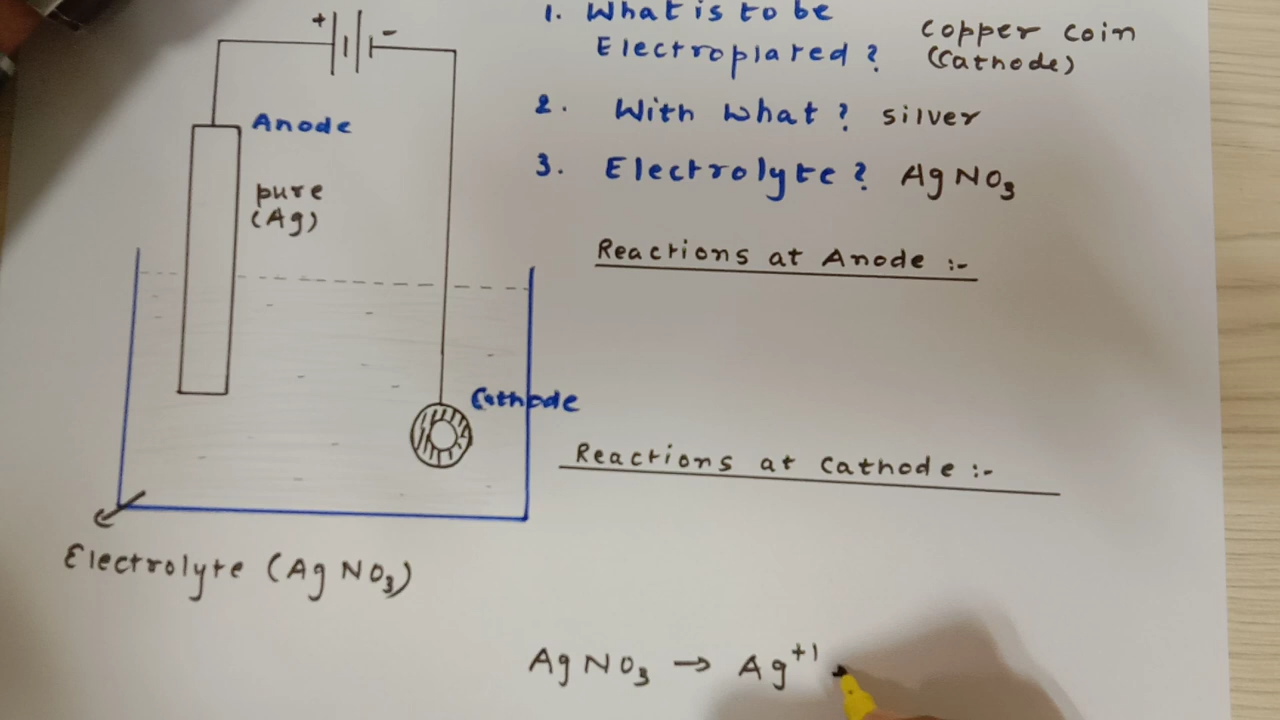 + -
1. What is to be
Electroplared?
copper coin
(Cathode)
2. With what? silver
3. Electrolyte? AgNO₃
Anode
pure
(Ag)
Reactions at Anode :-
Cathode
Reactions at Cathode :-
Electrolyte (AgNO₃)
AgNO₃ → Ag⁺¹